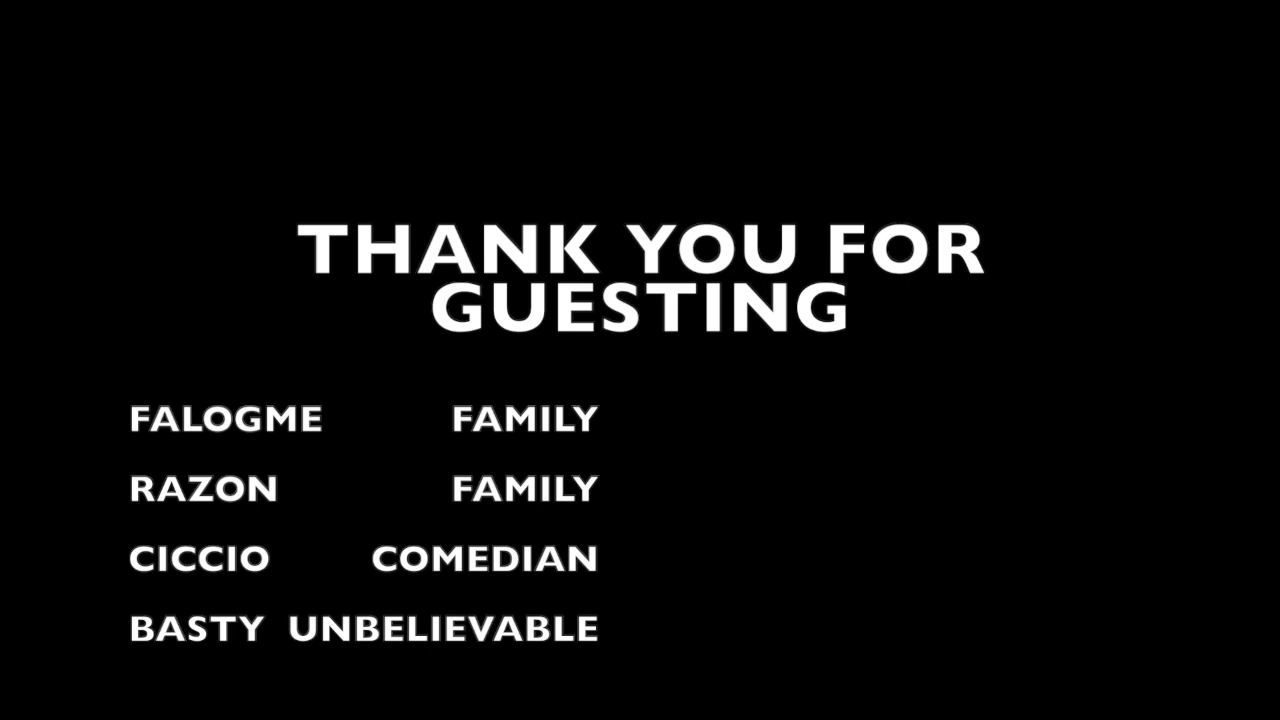 THANK YOU FOR
GUESTING
FALOGME FAMILY
RAZON FAMILY
CICCIO COMEDIAN
BASTY UNBELIEVABLE